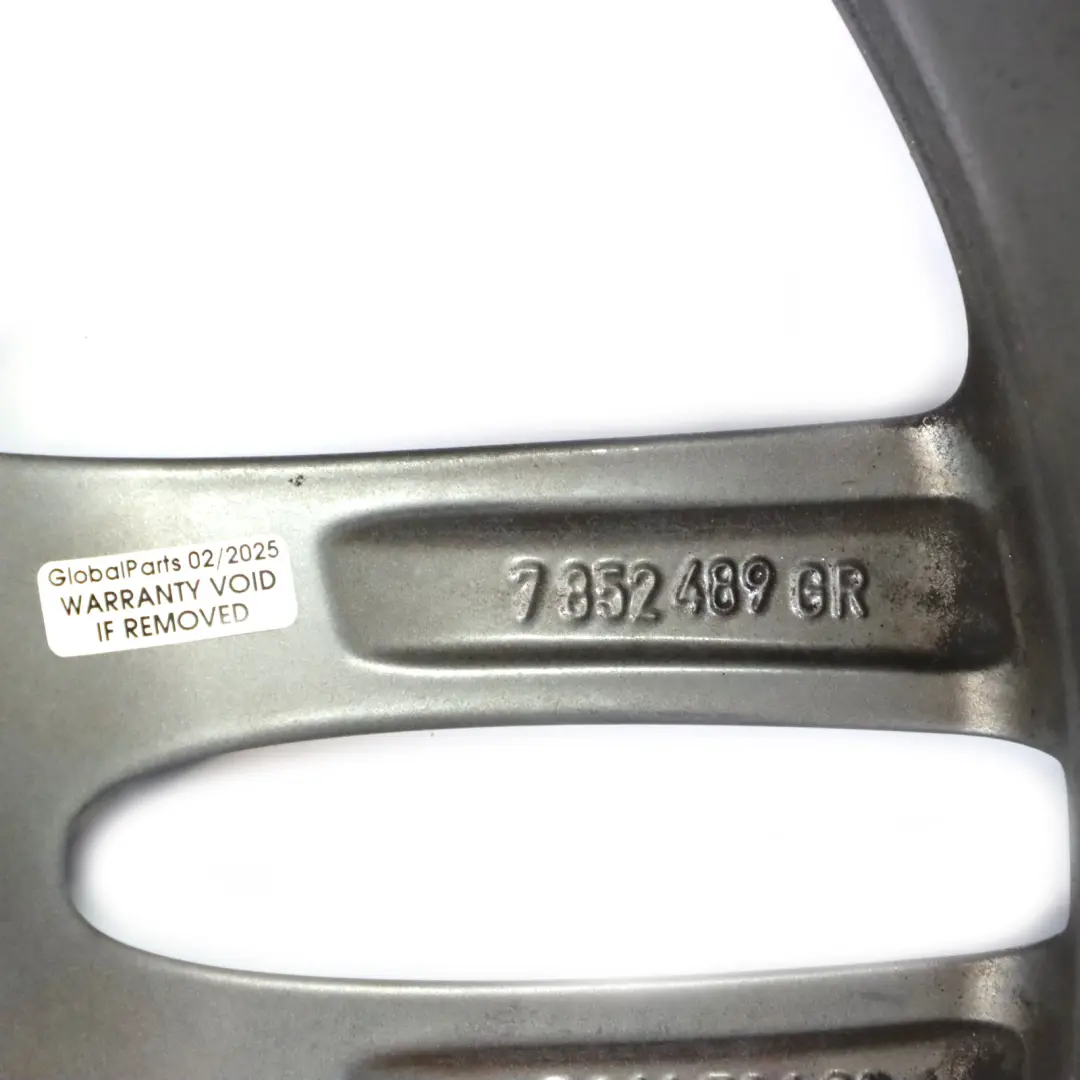 GlobalParts 02/2025
WARRANTY VOID
IF REMOVED
7 852 489 GR